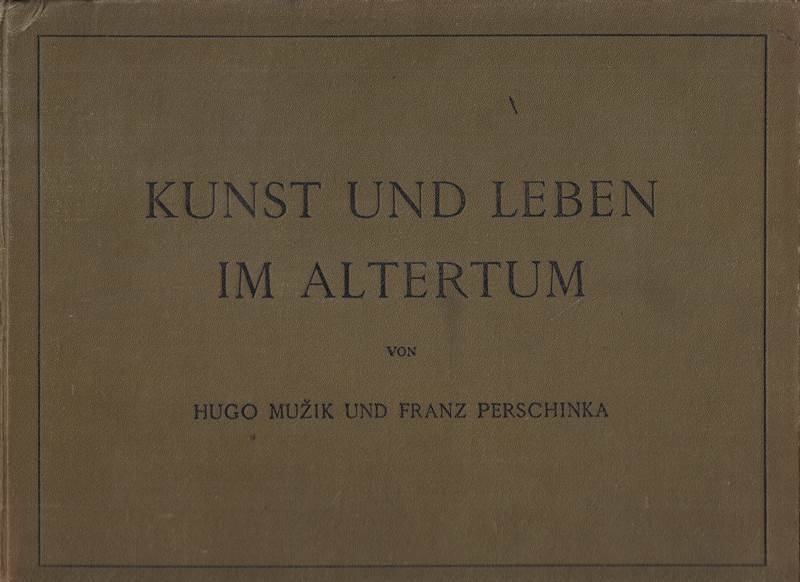 KUNST UND LEBEN
IM ALTERTUM
VON
HUGO MUŽIK UND FRANZ PERSCHINKA